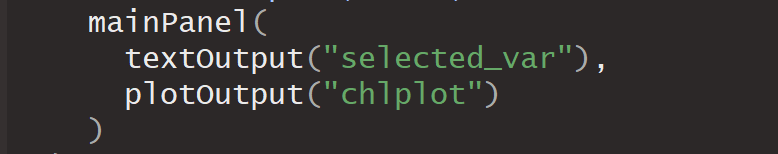 mainPanel(
textOutput("selected_var"),
plotOutput("chlplot")
)